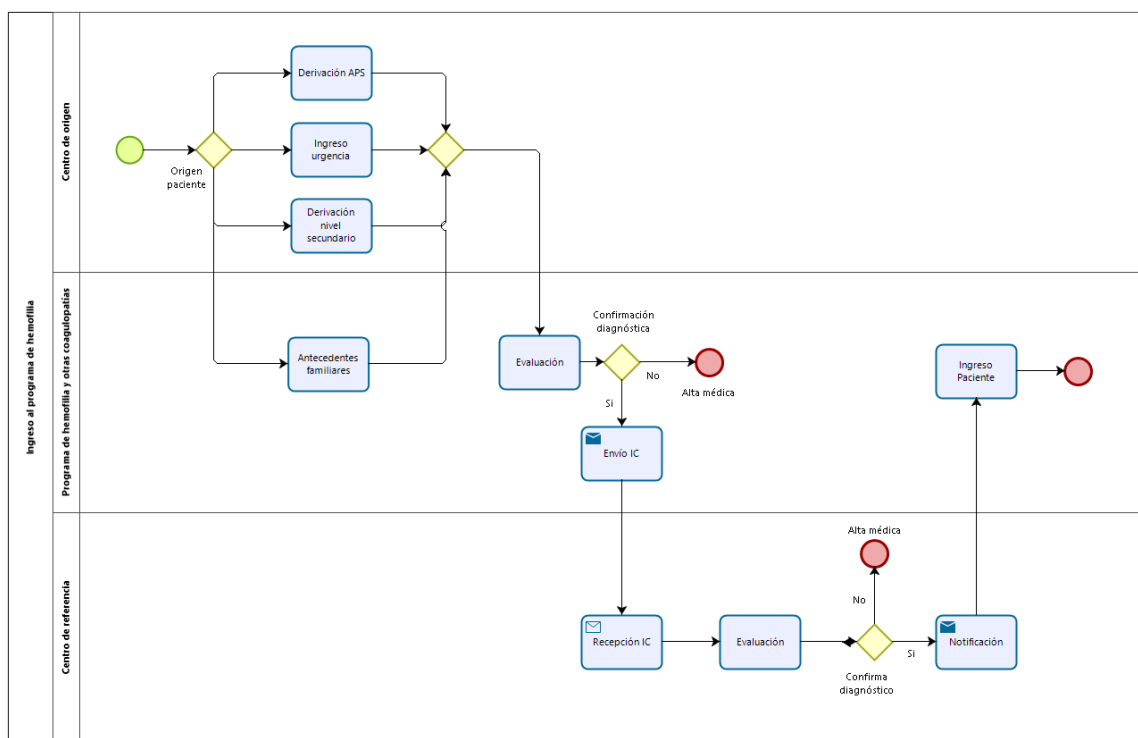 Ingreso al programa de hemofilia
Centro de origen
Origen
paciente
Derivación APS
Ingreso
urgencia
Derivación
nivel
secundario
Programa de hemofilia y otras coagulopatías
Antecedentes
familiares
Evaluación
Confirmación
diagnóstica
No
Alta médica
Si
Envío IC
Ingreso
Paciente
Centro de referencia
Recepción IC
Evaluación
Alta médica
No
Confirma
diagnóstico
Si
Notificación